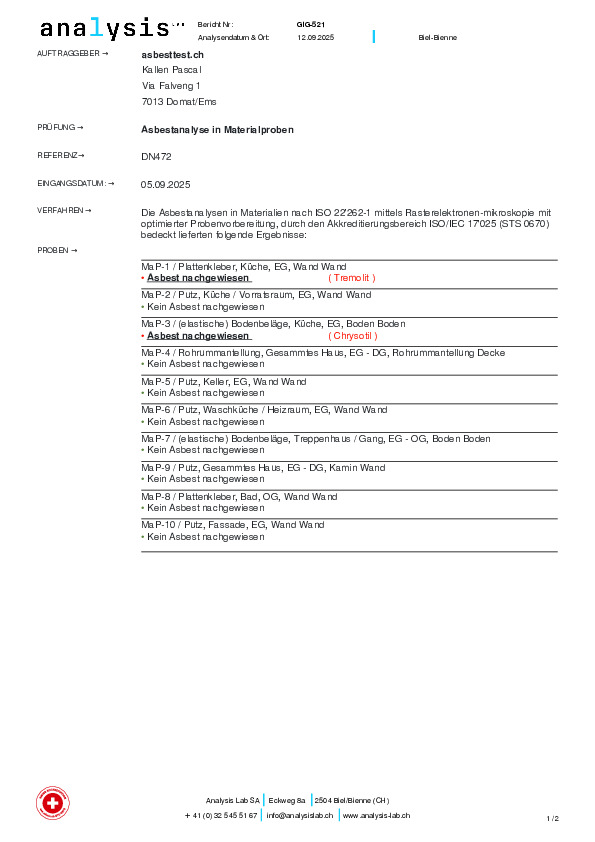 analysis
Bericht Nr: GIG-521
Analysendatum & Ort: 12.09.2025 Biel-Bienne
AUFTRAGGEBER → asbesttest.ch
Kallen Pascal
Via Falveng 1
7013 Domat/Ems
PRÜFUNG → Asbestanalyse in Materialproben
REFERENZ→ DN472
EINGANGSDATUM: → 05.09.2025
VERFAHREN → Die Asbestanalysen in Materialien nach ISO 22'262-1 mittels Rasterelektronen-mikroskopie mit
optimierter Probenvorbereitung, durch den Akkreditierungsbereich ISO/IEC 17'025 (STS 0670)
bedeckt lieferten folgende Ergebnisse:
PROBEN →
MaP-1 / Plattenkleber, Küche, EG, Wand Wand
• Asbest nachgewiesen ( Tremolit )
MaP-2 / Putz, Küche / Vorratsraum, EG, Wand Wand
• Kein Asbest nachgewiesen
MaP-3 / (elastische) Bodenbeläge, Küche, EG, Boden Boden
• Asbest nachgewiesen ( Chrysotil )
MaP-4 / Rohrummantellung, Gesammtes Haus, EG - DG, Rohrummantellung Decke
• Kein Asbest nachgewiesen
MaP-5 / Putz, Keller, EG, Wand Wand
• Kein Asbest nachgewiesen
MaP-6 / Putz, Waschküche / Heizraum, EG, Wand Wand
• Kein Asbest nachgewiesen
MaP-7 / (elastische) Bodenbeläge, Treppenhaus / Gang, EG - OG, Boden Boden
• Kein Asbest nachgewiesen
MaP-9 / Putz, Gesammtes Haus, EG - DG, Kamin Wand
• Kein Asbest nachgewiesen
MaP-8 / Plattenkleber, Bad, OG, Wand Wand
• Kein Asbest nachgewiesen
MaP-10 / Putz, Fassade, EG, Wand Wand
• Kein Asbest nachgewiesen
Analysis Lab SA | Eckweg 8a | 2504 Biel/Bienne (CH)
+ 41 (0) 32 545 51 67 | info@analysislab.ch | www.analysis-lab.ch
1 / 2